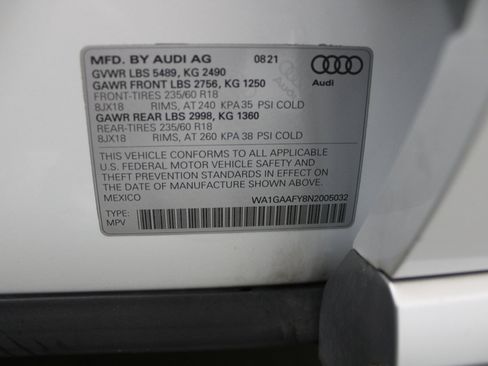 MFD. BY AUDI AG 0821
GVWR LBS 5489, KG 2490
GAWR FRONT LBS 2756, KG 1250
FRONT-TIRES 235/60 R18
8JX18 RIMS, AT 240 KPA 35 PSI COLD
GAWR REAR LBS 2998, KG 1360
REAR-TIRES 235/60 R18
8JX18 RIMS, AT 260 KPA 38 PSI COLD
Audi
THIS VEHICLE CONFORMS TO ALL APPLICABLE
U.S. FEDERAL MOTOR VEHICLE SAFETY AND
THEFT PREVENTION STANDARDS IN EFFECT ON THE
DATE OF MANUFACTURE SHOWN ABOVE.
MEXICO WA1GAAFY8N2005032
TYPE:
MPV